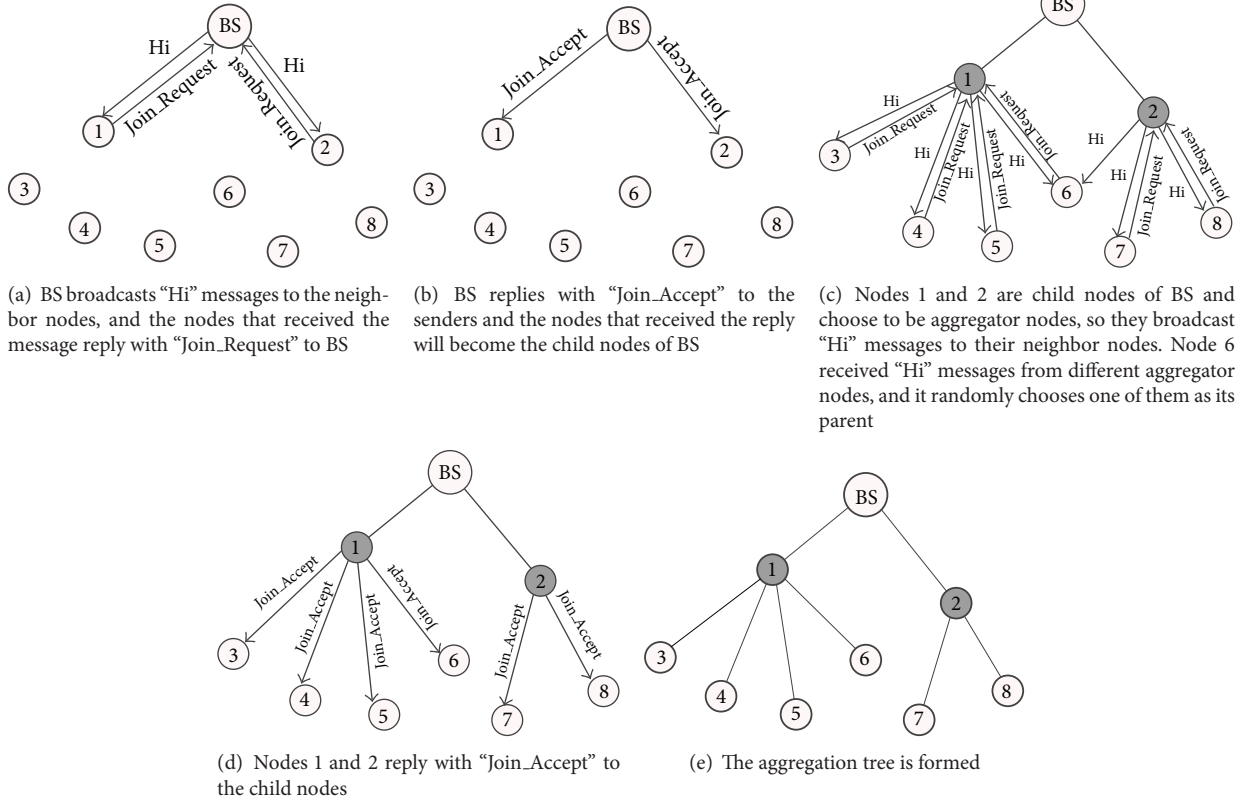 BS
Hi
Join_Request
Join_Request
Hi
1
2
3
4
5
6
7
8
(a) BS broadcasts “Hi” messages to the neigh-
bor nodes, and the nodes that received the
message reply with “Join_Request” to BS
BS
Join_Accept
Join_Accept
1
2
3
4
5
6
7
8
(b) BS replies with “Join_Accept” to the
senders and the nodes that received the reply
will become the child nodes of BS
BS
1
2
Hi
Join_Request
Hi
Join_Request
Hi
Join_Request
Hi
Join_Request
Hi
Hi
Join_Request
Hi
Join_Request
3
4
5
6
7
8
(c) Nodes 1 and 2 are child nodes of BS and
choose to be aggregator nodes, so they broadcast
“Hi” messages to their neighbor nodes. Node 6
received “Hi” messages from different aggregator
nodes, and it randomly chooses one of them as its
parent
BS
1
2
Join_Accept
Join_Accept
Join_Accept
Join_Accept
Join_Accept
Join_Accept
3
4
5
6
7
8
(d) Nodes 1 and 2 reply with “Join_Accept” to
the child nodes
BS
1
2
3
4
5
6
7
8
(e) The aggregation tree is formed